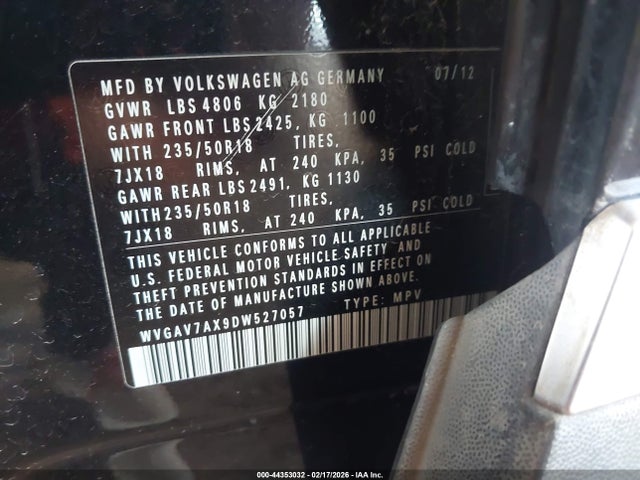 MFD BY VOLKSWAGEN AG GERMANY 07/12
GVWR LBS 4806 KG 2180
GAWR FRONT LBS 2425, KG 1100
WITH 235/50R18 TIRES,
7JX18 RIMS, AT 240 KPA, 35 PSI COLD
GAWR REAR LBS 2491, KG 1130
WITH 235/50R18 TIRES,
7JX18 RIMS, AT 240 KPA, 35 PSI COLD
THIS VEHICLE CONFORMS TO ALL APPLICABLE
U.S. FEDERAL MOTOR VEHICLE SAFETY AND
THEFT PREVENTION STANDARDS IN EFFECT ON
THE DATE OF MANUFACTURE SHOWN ABOVE.
WVGAV7AX9DW527057 TYPE: MPV
000-44353032 - 02/17/2026 - IAA Inc.